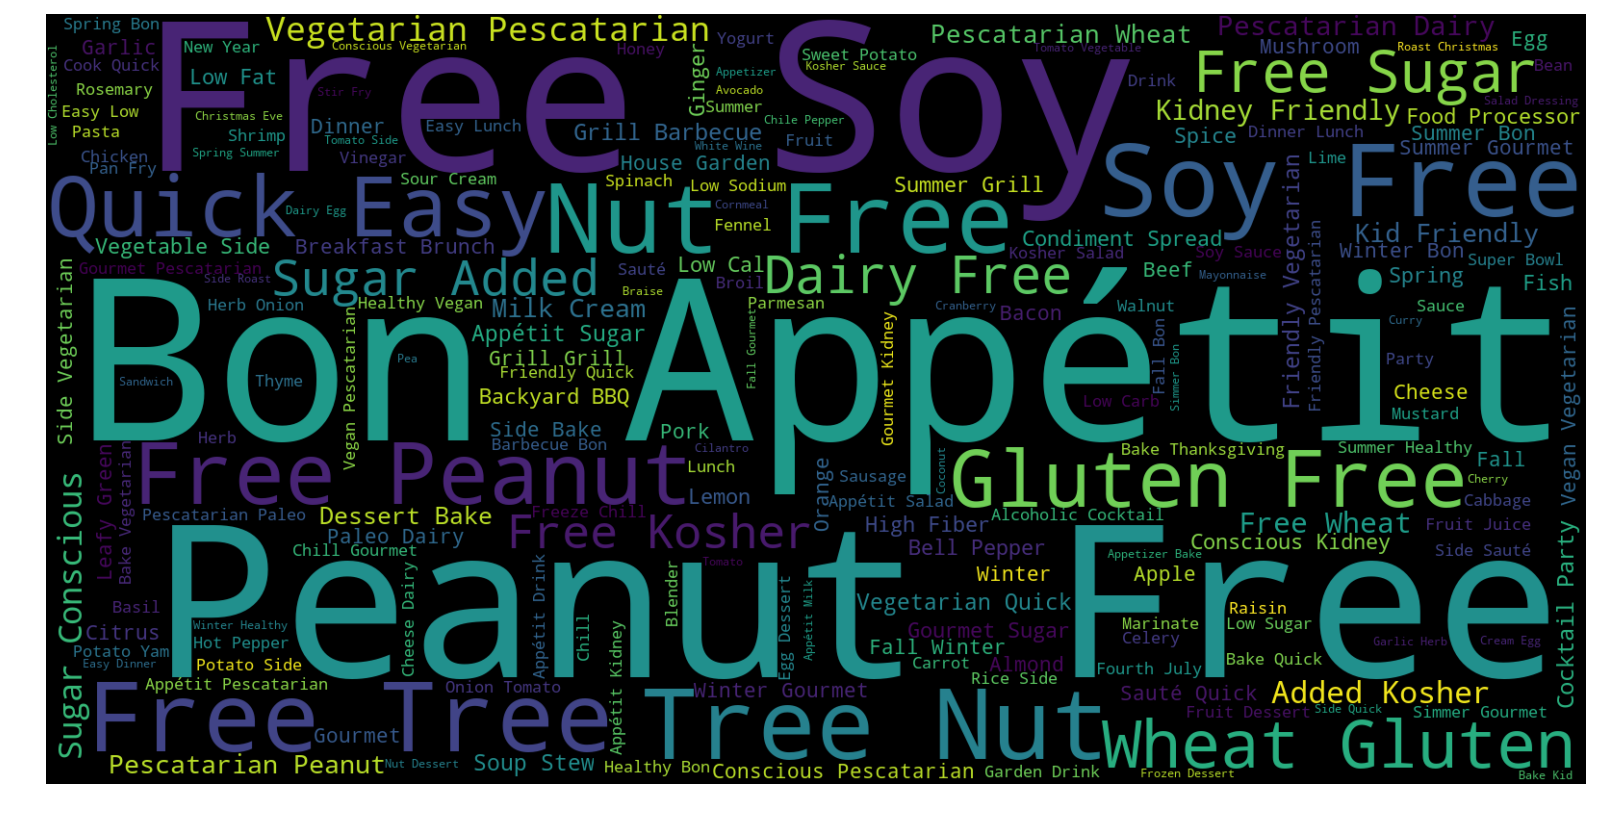 Spring Bon
Vegetarian Pescatarian
Free Soy
Pescatarian Wheat
Pescatarian Dairy
Garlic
New Year
Conscious Vegetarian
Honey
Yogurt
Sweet Potato
Tomato Vegetable
Mushroom
Roast Christmas
Egg
Low Cholesterol
Cook Quick
Low Fat
Ginger
Appetizer
Kosher Sauce
Drink
Free Sugar
Bean
Rosemary
Stir Fry
Avocado
Salad Dressing
Easy Low
Christmas Eve
Summer
Kidney Friendly
Food Processor
Pasta
Shrimp
Dinner
Easy Lunch
Grill Barbecue
Chile Pepper
Fruit
Spice
Dinner Lunch
Summer Bon
Tomato Side
White Wine
Chicken
Spring Summer
Vinegar
House Garden
Lime
Summer Gourmet
Pan Fry
Sour Cream
Spinach
Low Sodium
Summer Grill
Soy Free
Quick Easy
Nut Free
Dairy Egg
Cornmeal
Fennel
Friendly Vegetarian
Friendly Pescatarian
Kid Friendly
Vegetable Side
Breakfast Brunch
Condiment Spread
Kosher Salad
Soy Sauce
Winter Bon
Super Bowl
Side Vegetarian
Gourmet Pescatarian
Side Roast
Sugar Added
Sauté
Low Cal
Broil
Dairy Free
Beef
Mayonnaise
Spring
Fish
Braise
Herb Onion
Healthy Vegan
Milk Cream
Parmesan
Cranberry
Bacon
Walnut
Sauce
Vegan Pescatarian
Appétit Sugar
Fall Gourmet
Gourmet Kidney
Fall Bon
Curry
Vegan Vegetarian
Bon Appétit
Pea
Grill Grill
Friendly Quick
Party
Sandwich
Thyme
Simmer Bon
Backyard BBQ
Low Carb
Cheese
Mustard
Side Bake
Pork
Herb
Barbecue Bon
Cilantro
Bake Thanksgiving
Summer Healthy
Leafy Green
Bake Vegetarian
Free Peanut
Lunch
Orange
Sausage
Coconut
Gluten Free
Fall
Cherry
Sugar Conscious
Lemon
Appétit Salad
Cabbage
Pescatarian Paleo
Dessert Bake
Freeze Chill
Alcoholic Cocktail
Free Kosher
High Fiber
Free Wheat
Fruit Juice
Paleo Dairy
Bell Pepper
Conscious Kidney
Side Sauté
Cocktail Party
Chill Gourmet
Appetizer Bake
Tomato
Peanut Free
Cheese Dairy
Appétit Drink
Chill
Blender
Egg Dessert
Appétit Milk
Winter
Apple
Basil
Vegetarian Quick
Raisin
Winter Healthy
Citrus
Marinate
Low Sugar
Hot Pepper
Gourmet Sugar
Celery
Garlic Herb
Cream Egg
Potato Yam
Appétit Kidney
Fall Winter
Easy Dinner
Potato Side
Carrot
Almond
Fourth July
Bake Quick
Appétit Pescatarian
Onion Tomato
Winter Gourmet
Rice Side
Sauté Quick
Added Kosher
Free Tree
Tree Nut
Fruit Dessert
Side Quick
Simmer Gourmet
Gourmet
Wheat Gluten
Pescatarian Peanut
Nut Dessert
Soup Stew
Healthy Bon
Conscious Pescatarian
Garden Drink
Frozen Dessert
Bake Kid